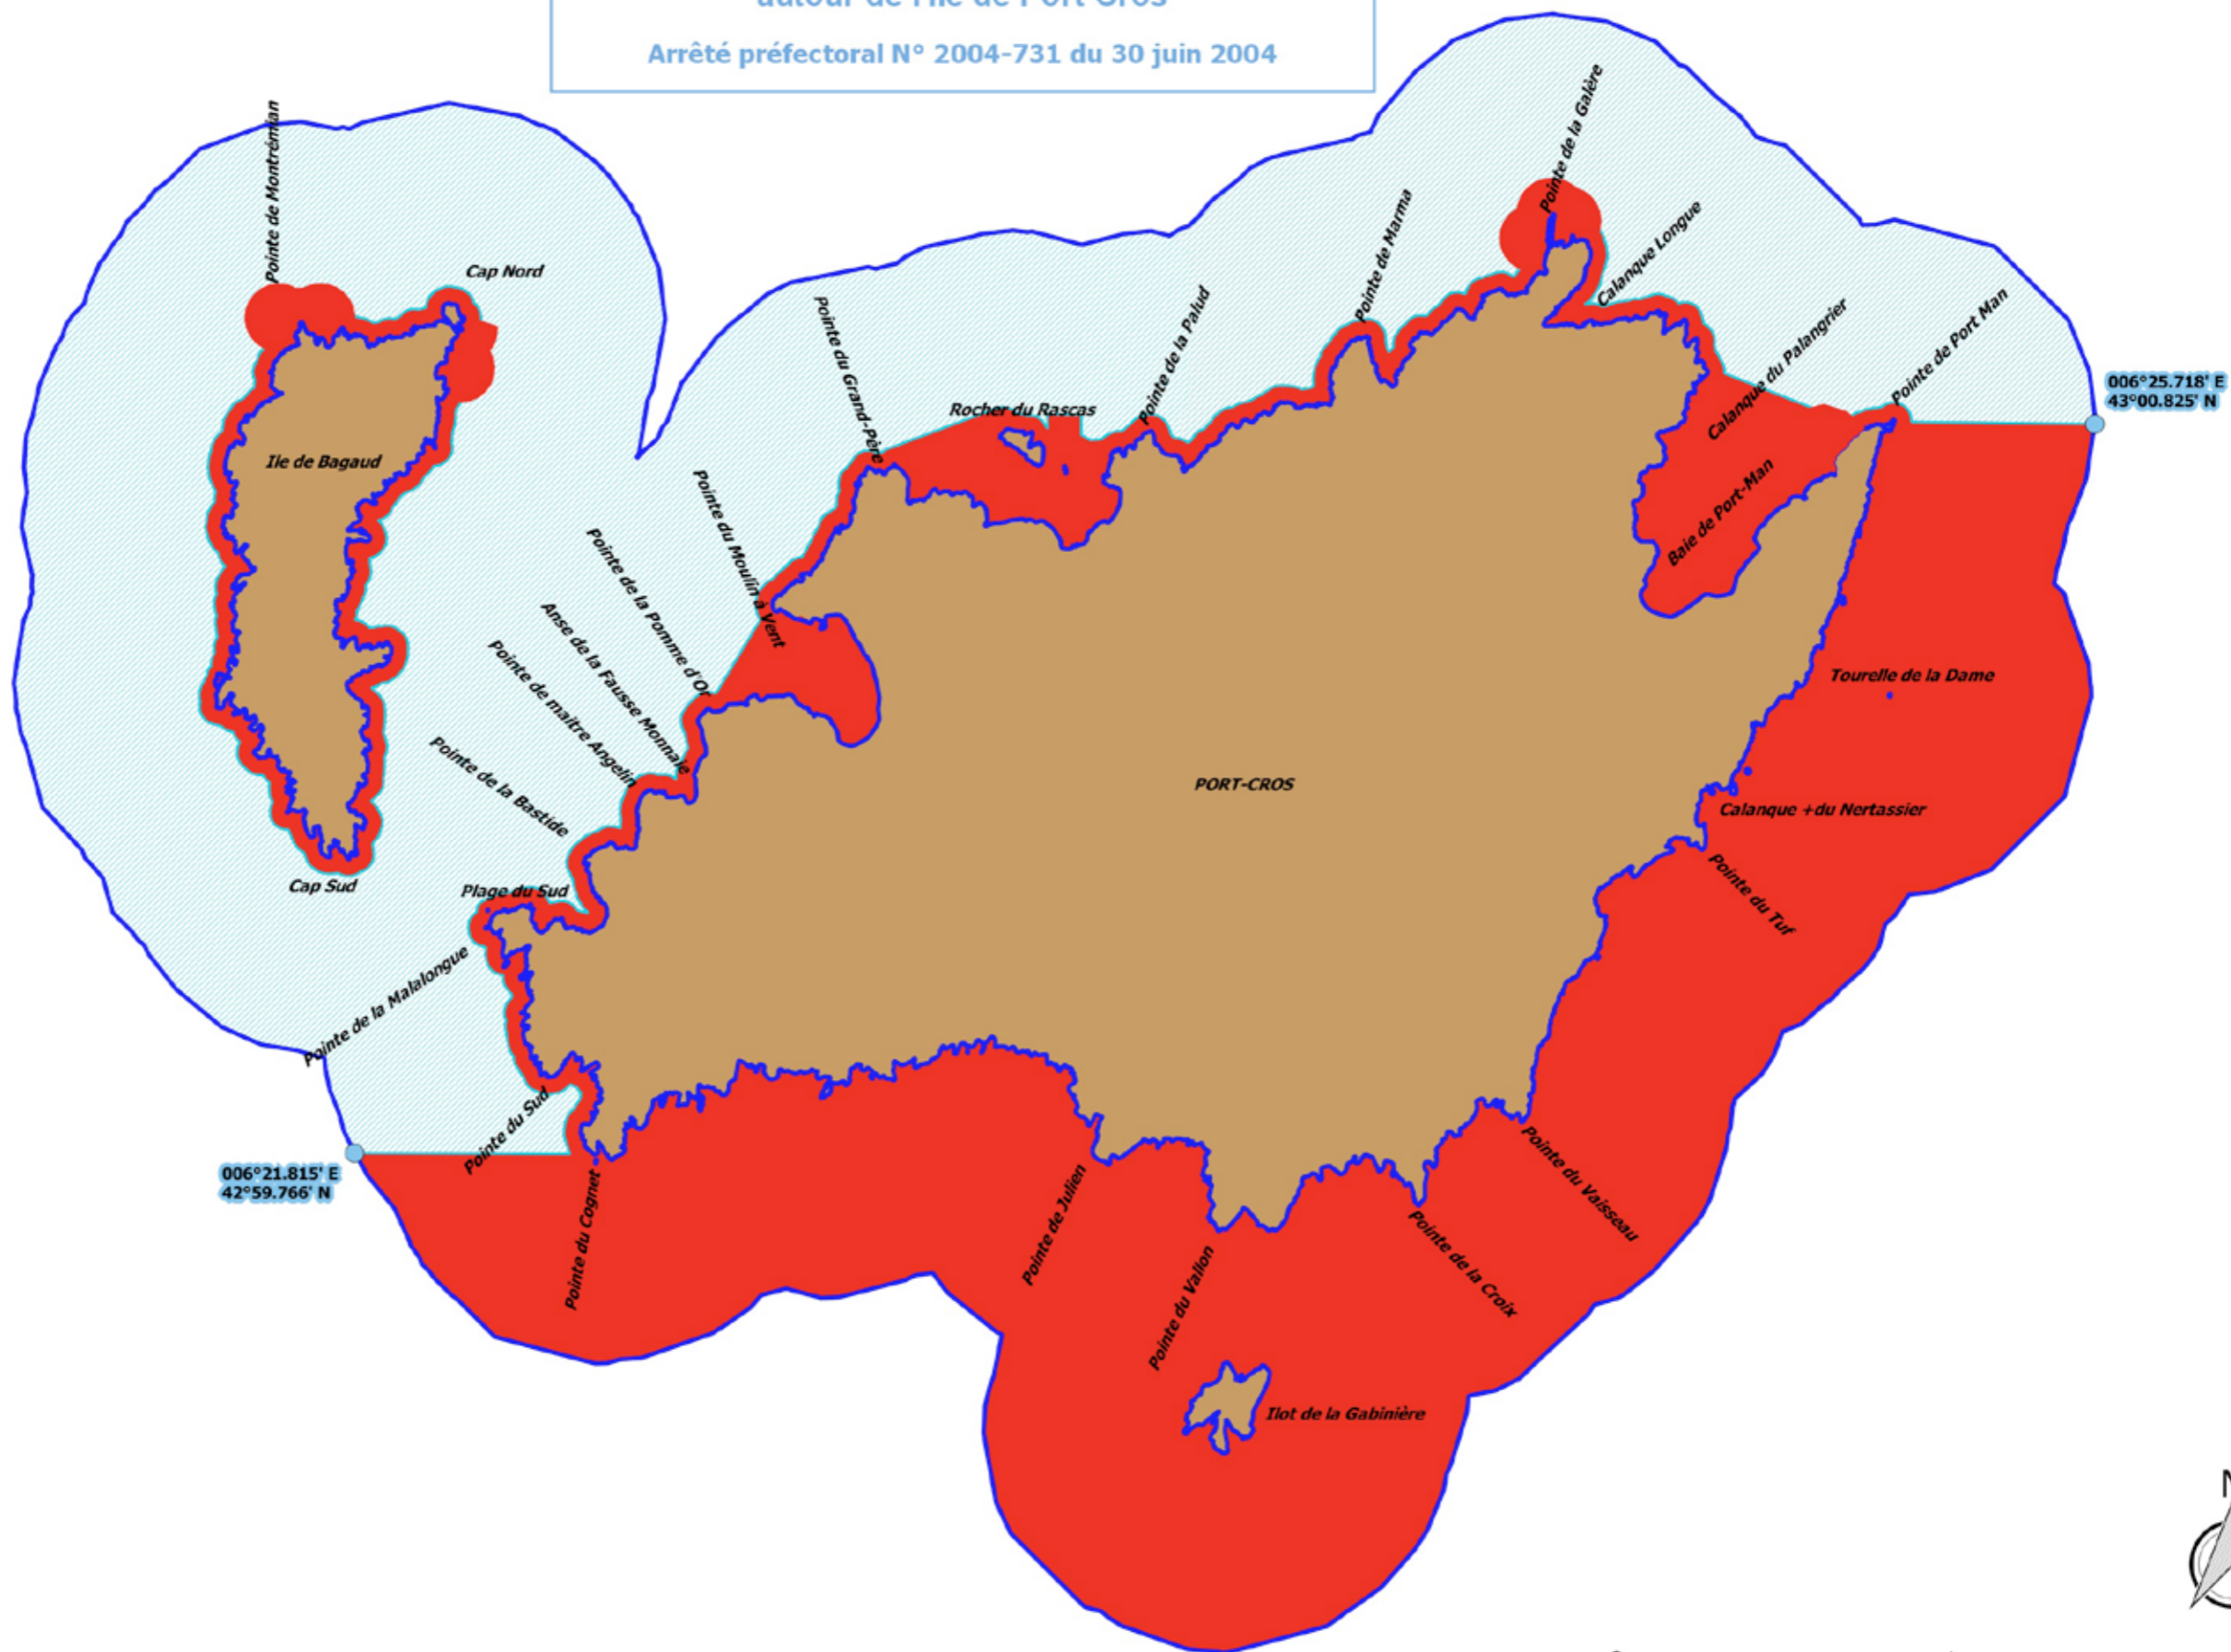 autour de l'île de Port-Cros
Arrêté préfectoral N° 2004-731 du 30 juin 2004
Pointe de Montrémian
Cap Nord
Pointe de la Galère
Pointe de Marma
Calanque Longue
Pointe de la Palud
Pointe du Grand-Père
Rocher du Rascas
Calanque du Palangrier
Pointe de Port Man
006°25.718' E
43°00.825' N
Ile de Bagaud
Pointe du Moulin à Vent
Pointe de la Pomme d'Or
Anse de la Fausse Monnaie
Pointe de maître Angelin
Pointe de la Bastide
Baie de Port-Man
Tourelle de la Dame
PORT-CROS
Calanque +du Nertassier
Pointe du Tuf
Cap Sud
Plage du Sud
Pointe de la Malalongue
Pointe du Sud
006°21.815' E
42°59.766' N
Pointe du Cognet
Pointe de Julien
Pointe du Vallon
Pointe de la Croix
Pointe du Vaisseau
Ilot de la Gabinière
N